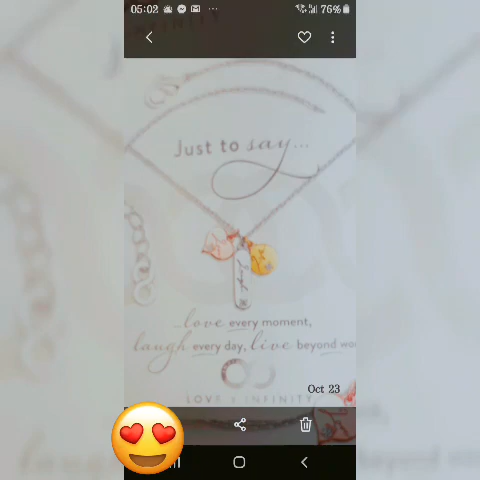 05:02
76%
Just to say...
laugh
...love every moment,
laugh every day, live beyond wo
Oct 23
LOVE x INFINITY